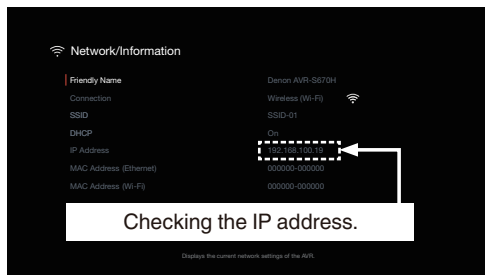 Network/Information
Friendly Name Denon AVR-S670H
Connection Wireless (Wi-Fi)
SSID SSID-01
DHCP On
IP Address 192.168.100.19
MAC Address (Ethernet) 000000-000000
MAC Address (Wi-Fi) 000000-000000
Checking the IP address.
Displays the current network settings of the AVR.